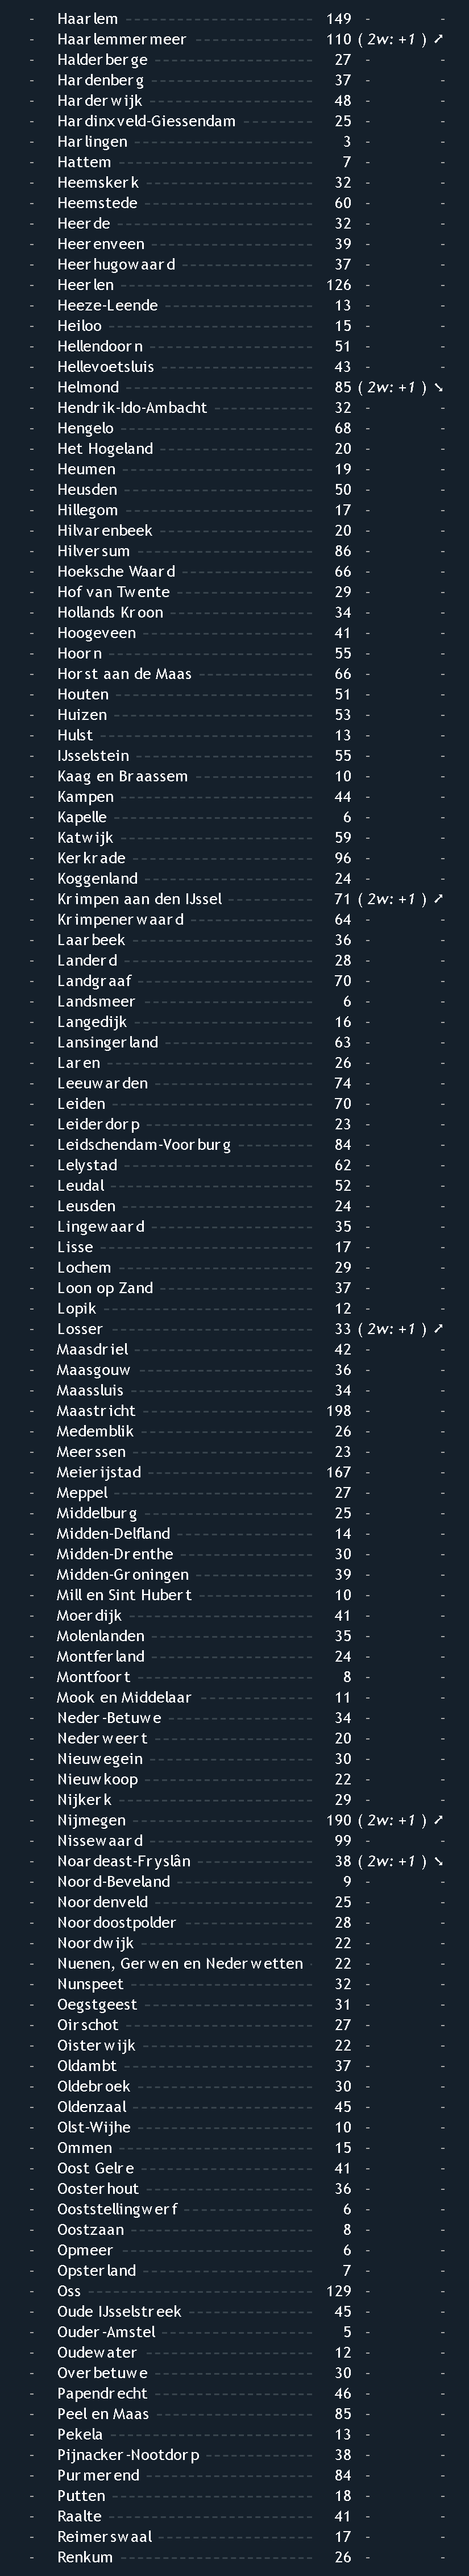 - Haarlem 149 - -
- Haarlemmermeer 110 ( 2w: +1 ) ↗
- Halderberge 27 - -
- Hardenberg 37 - -
- Harderwijk 48 - -
- Hardinxveld-Giessendam 25 - -
- Harlingen 3 - -
- Hattem 7 - -
- Heemskerk 32 - -
- Heemstede 60 - -
- Heerde 32 - -
- Heerenveen 39 - -
- Heerhugowaard 37 - -
- Heerlen 126 - -
- Heeze-Leende 13 - -
- Heiloo 15 - -
- Hellendoorn 51 - -
- Hellevoetsluis 43 - -
- Helmond 85 ( 2w: +1 ) ↘
- Hendrik-Ido-Ambacht 32 - -
- Hengelo 68 - -
- Het Hogeland 20 - -
- Heumen 19 - -
- Heusden 50 - -
- Hillegom 17 - -
- Hilvarenbeek 20 - -
- Hilversum 86 - -
- Hoeksche Waard 66 - -
- Hof van Twente 29 - -
- Hollands Kroon 34 - -
- Hoogeveen 41 - -
- Hoorn 55 - -
- Horst aan de Maas 66 - -
- Houten 51 - -
- Huizen 53 - -
- Hulst 13 - -
- IJsselstein 55 - -
- Kaag en Braassem 10 - -
- Kampen 44 - -
- Kapelle 6 - -
- Katwijk 59 - -
- Kerkrade 96 - -
- Koggenland 24 - -
- Krimpen aan den IJssel 71 ( 2w: +1 ) ↗
- Krimpenerwaard 64 - -
- Laarbeek 36 - -
- Landerd 28 - -
- Landgraaf 70 - -
- Landsmeer 6 - -
- Langedijk 16 - -
- Lansingerland 63 - -
- Laren 26 - -
- Leeuwarden 74 - -
- Leiden 70 - -
- Leiderdorp 23 - -
- Leidschendam-Voorburg 84 - -
- Lelystad 62 - -
- Leudal 52 - -
- Leusden 24 - -
- Lingewaard 35 - -
- Lisse 17 - -
- Lochem 29 - -
- Loon op Zand 37 - -
- Lopik 12 - -
- Losser 33 ( 2w: +1 ) ↗
- Maasdriel 42 - -
- Maasgouw 36 - -
- Maassluis 34 - -
- Maastricht 198 - -
- Medemblik 26 - -
- Meerssen 23 - -
- Meierijstad 167 - -
- Meppel 27 - -
- Middelburg 25 - -
- Midden-Delfland 14 - -
- Midden-Drenthe 30 - -
- Midden-Groningen 39 - -
- Mill en Sint Hubert 10 - -
- Moerdijk 41 - -
- Molenlanden 35 - -
- Montferland 24 - -
- Montfoort 8 - -
- Mook en Middelaar 11 - -
- Neder-Betuwe 34 - -
- Nederweert 20 - -
- Nieuwegein 30 - -
- Nieuwkoop 22 - -
- Nijkerk 29 - -
- Nijmegen 190 ( 2w: +1 ) ↗
- Nissewaard 99 - -
- Noardeast-Fryslân 38 ( 2w: +1 ) ↘
- Noord-Beveland 9 - -
- Noordenveld 25 - -
- Noordoostpolder 28 - -
- Noordwijk 22 - -
- Nuenen, Gerwen en Nederwetten 22 - -
- Nunspeet 32 - -
- Oegstgeest 31 - -
- Oirschot 27 - -
- Oisterwijk 22 - -
- Oldambt 37 - -
- Oldebroek 30 - -
- Oldenzaal 45 - -
- Olst-Wijhe 10 - -
- Ommen 15 - -
- Oost Gelre 41 - -
- Oosterhout 36 - -
- Ooststellingwerf 6 - -
- Oostzaan 8 - -
- Opmeer 6 - -
- Opsterland 7 - -
- Oss 129 - -
- Oude IJsselstreek 45 - -
- Ouder-Amstel 5 - -
- Oudewater 12 - -
- Overbetuwe 30 - -
- Papendrecht 46 - -
- Peel en Maas 85 - -
- Pekela 13 - -
- Pijnacker-Nootdorp 38 - -
- Purmerend 84 - -
- Putten 18 - -
- Raalte 41 - -
- Reimerswaal 17 - -
- Renkum 26 - -